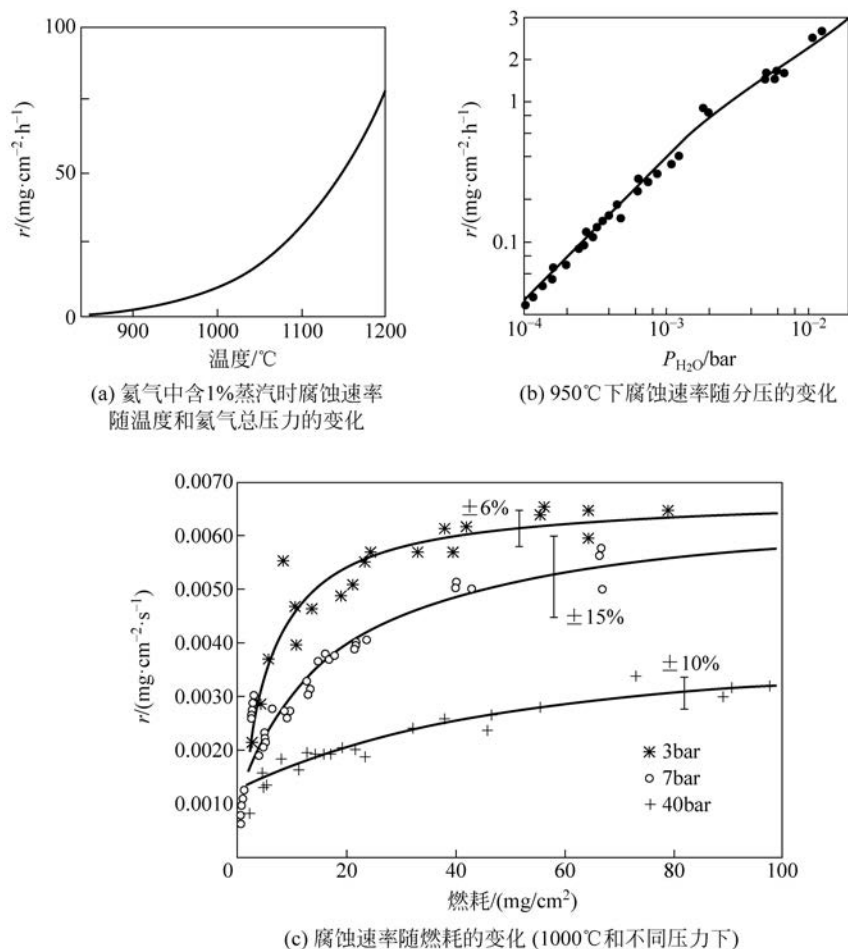 100
50
0
r/(mg·cm⁻²·h⁻¹)
900
1000
1100
1200
温度/℃
(a) 氦气中含1%蒸汽时腐蚀速率
随温度和氦气总压力的变化
3
1
0.1
r/(mg·cm⁻²·h⁻¹)
10⁻⁴
10⁻³
10⁻²
P_H₂O/bar
(b) 950℃下腐蚀速率随分压的变化
0.0070
0.0060
0.0050
0.0040
0.0030
0.0020
0.0010
r/(mg·cm⁻²·s⁻¹)
±6%
±15%
±10%
3bar
7bar
40bar
0
20
40
60
80
100
燃耗/(mg/cm²)
(c) 腐蚀速率随燃耗的变化 (1000℃和不同压力下)